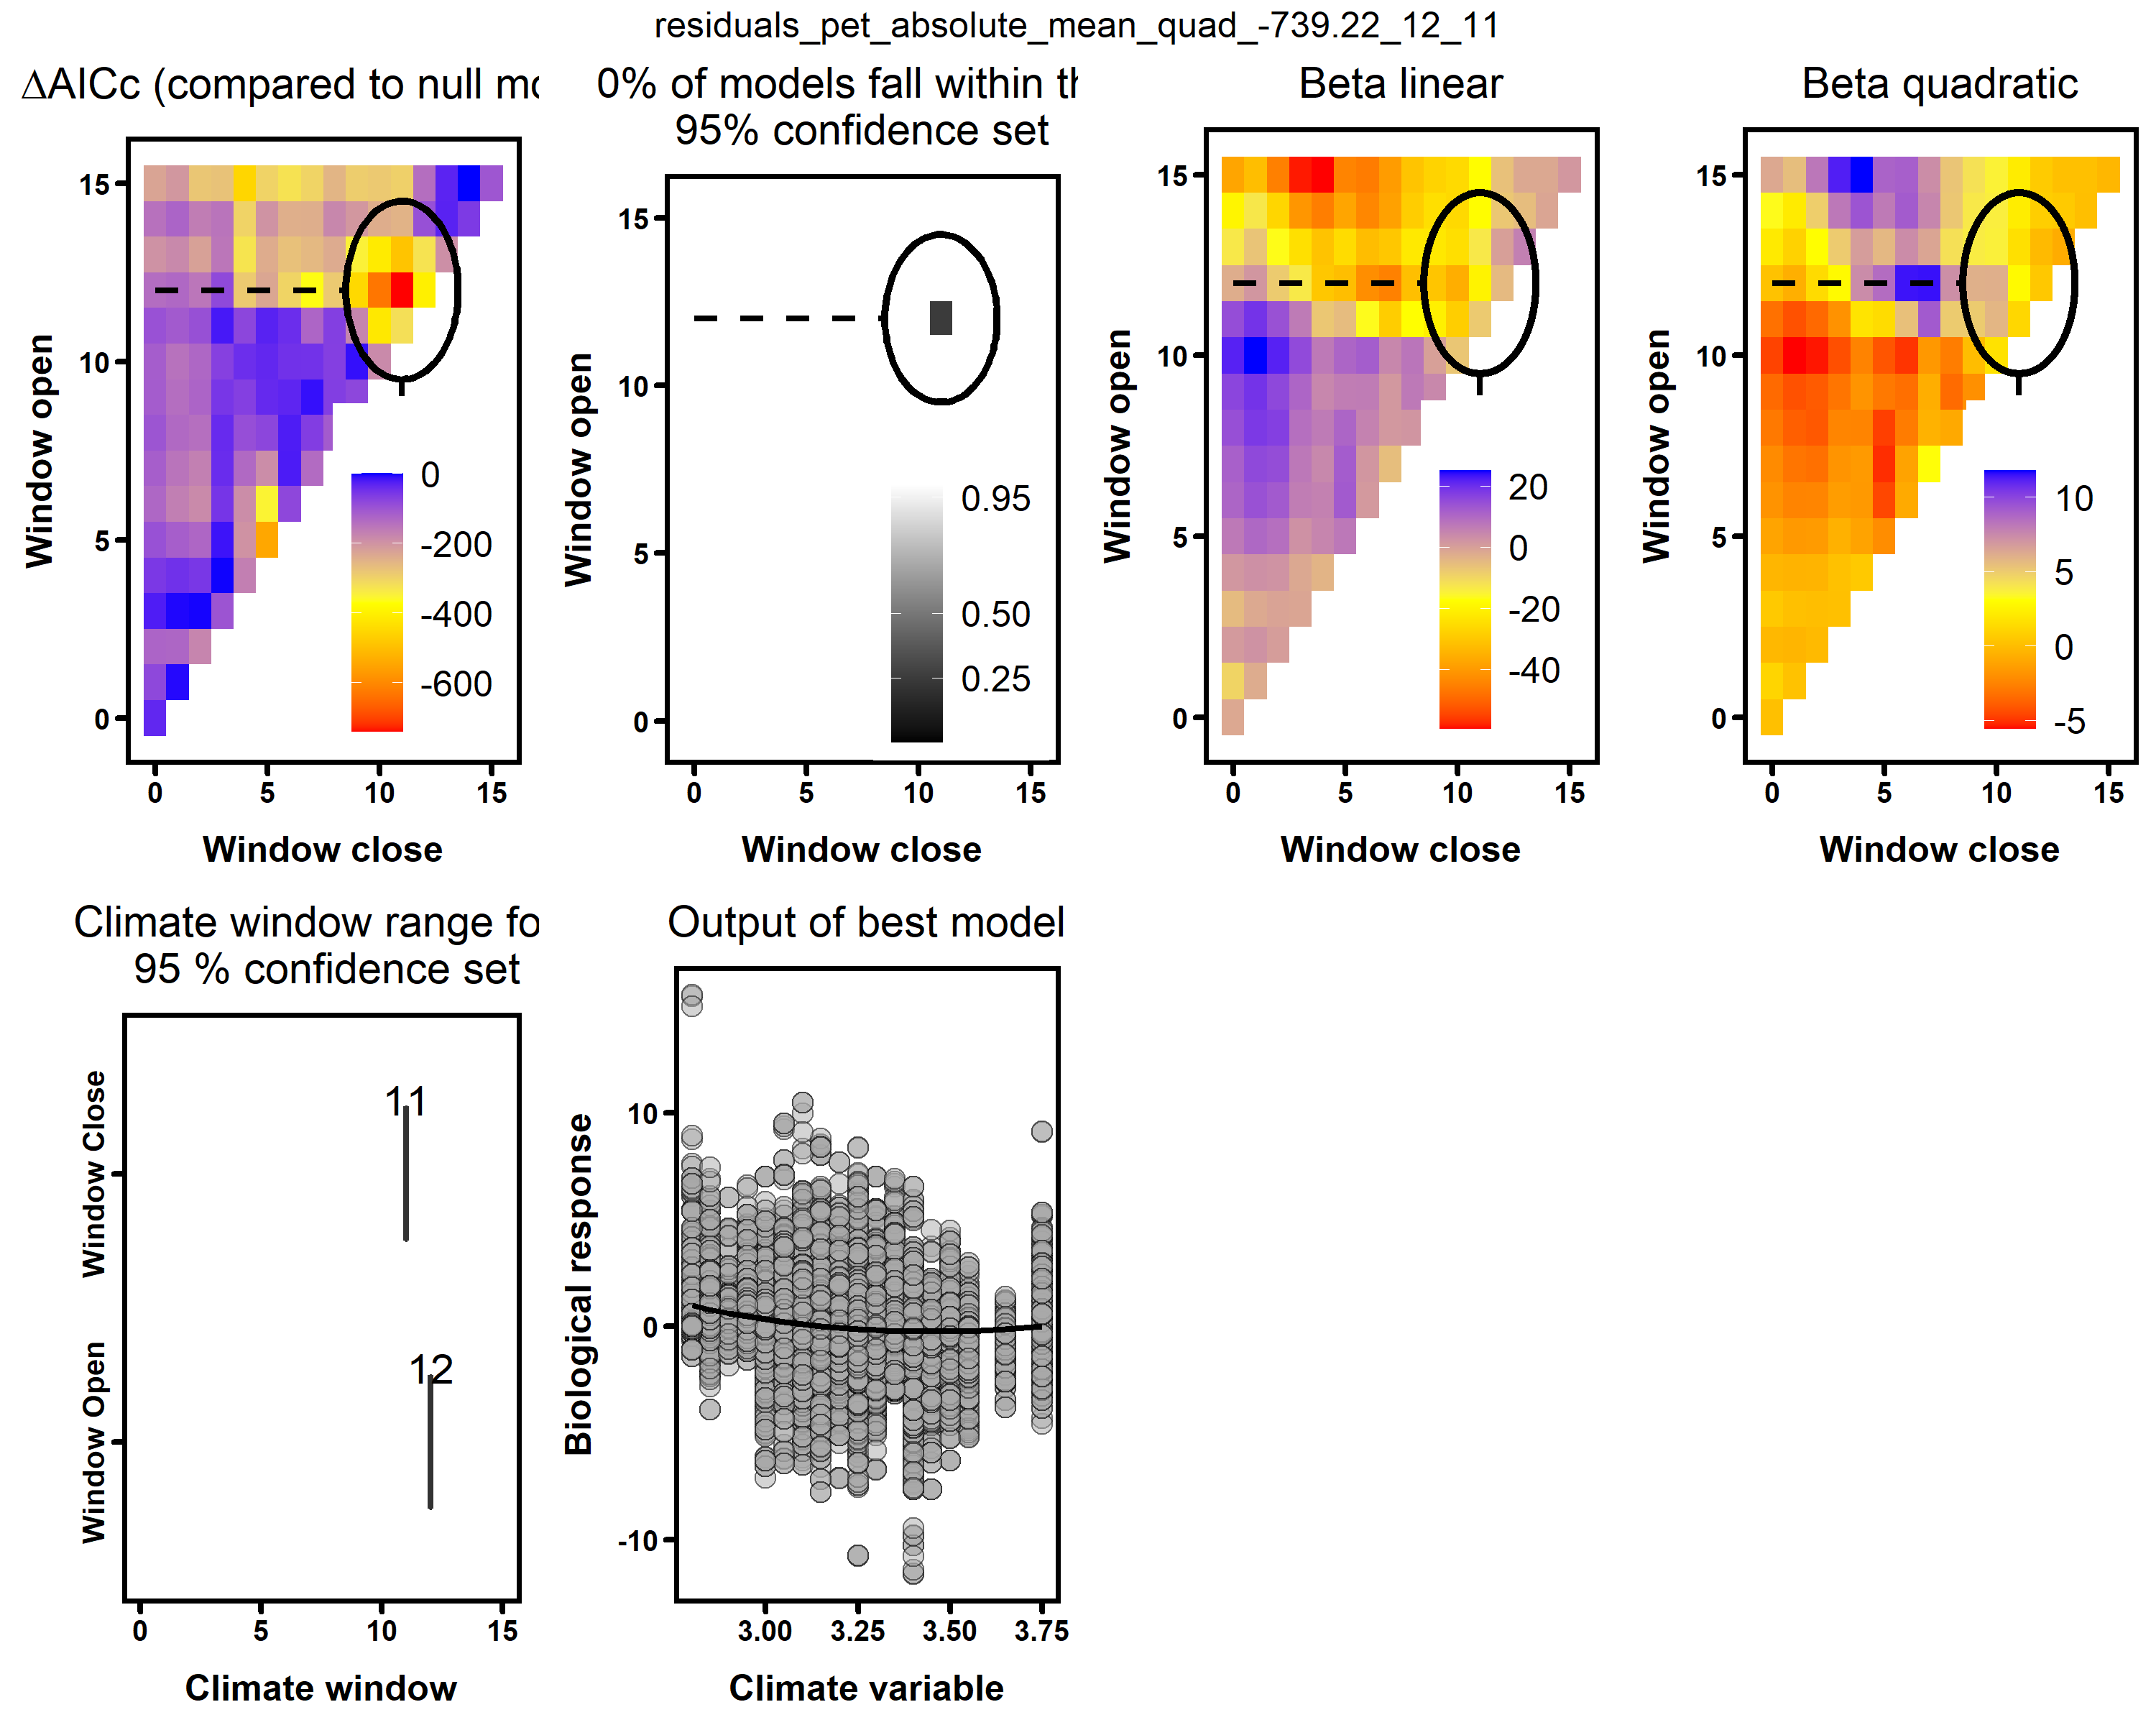 residuals_pet_absolute_mean_quad_-739.22_12_11
ΔAICc (compared to null mo
15
10
5
0
0
-200
-400
-600
0 5 10 15
Window open
Window close
0% of models fall within th
95% confidence set
15
10
5
0
0.95
0.50
0.25
0 5 10 15
Window open
Window close
Beta linear
15
10
5
0
20
0
-20
-40
0 5 10 15
Window open
Window close
Beta quadratic
15
10
5
0
10
5
0
-5
0 5 10 15
Window open
Window close
Climate window range fo
95 % confidence set
Window Close
Window Open
11
12
0 5 10 15
Climate window
Output of best model
10
0
-10
3.00 3.25 3.50 3.75
Biological response
Climate variable